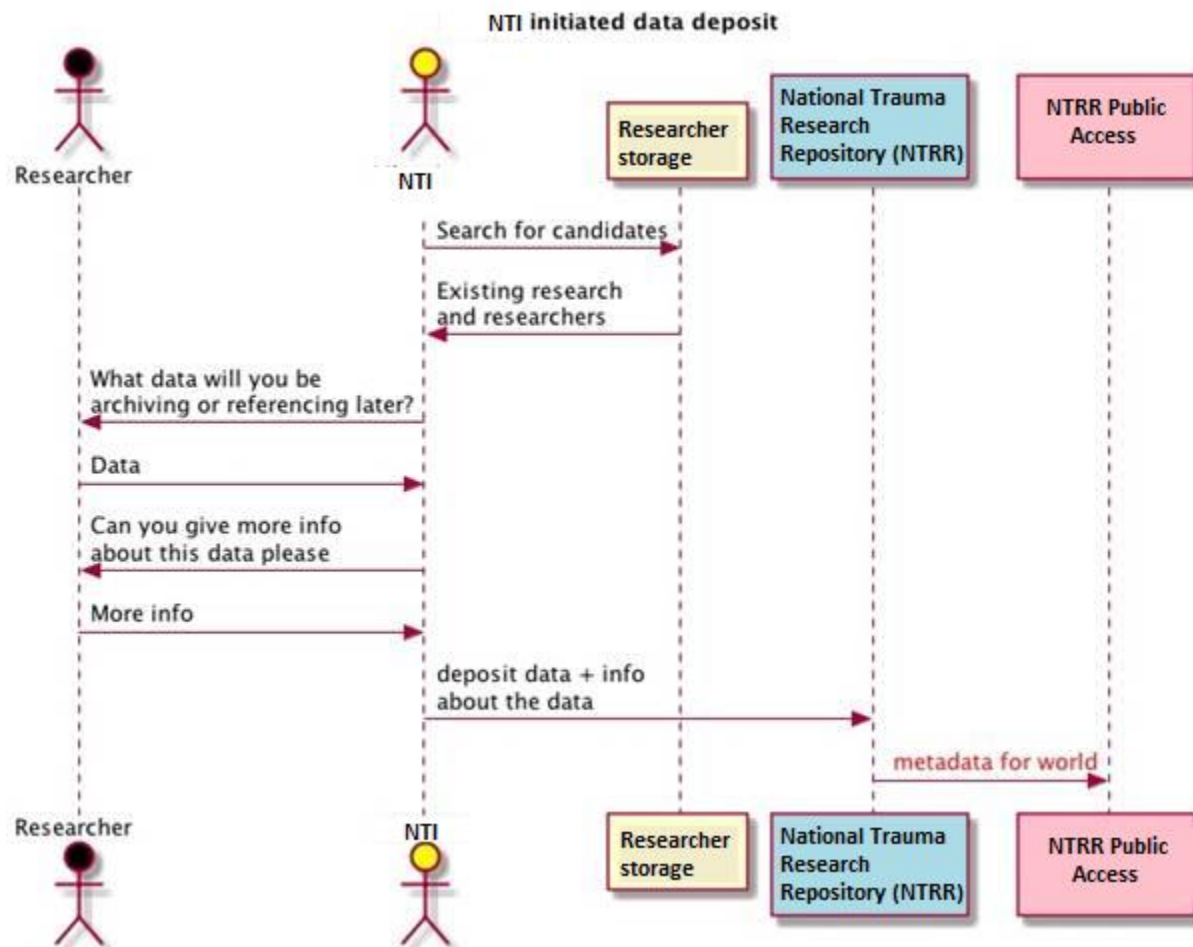 NTI initiated data deposit
Researcher
NTI
Researcher
storage
National Trauma
Research
Repository (NTRR)
NTRR Public
Access
Search for candidates
Existing research
and researchers
What data will you be
archiving or referencing later?
Data
Can you give more info
about this data please
More info
deposit data + info
about the data
metadata for world
Researcher
NTI
Researcher
storage
National Trauma
Research
Repository (NTRR)
NTRR Public
Access